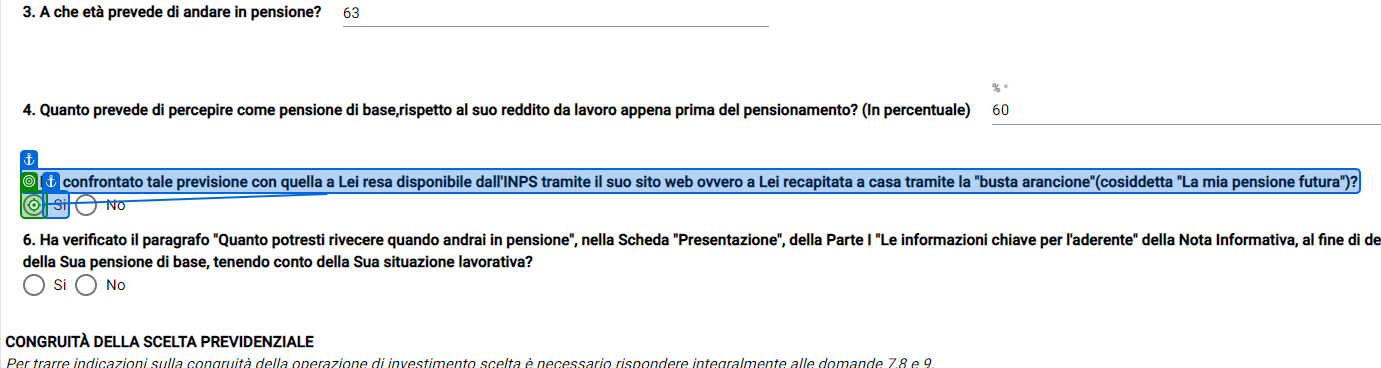 3. A che età prevede di andare in pensione? 63
% *
4. Quanto prevede di percepire come pensione di base,rispetto al suo reddito da lavoro appena prima del pensionamento? (In percentuale) 60
confrontato tale previsione con quella a Lei resa disponibile dall'INPS tramite il suo sito web ovvero a Lei recapitata a casa tramite la "busta arancione"(cosiddetta "La mia pensione futura")?
Si No
6. Ha verificato il paragrafo "Quanto potresti rivecere quando andrai in pensione", nella Scheda "Presentazione", della Parte I "Le informazioni chiave per l'aderente" della Nota Informativa, al fine di de
della Sua pensione di base, tenendo conto della Sua situazione lavorativa?
Si No
CONGRUITÀ DELLA SCELTA PREVIDENZIALE
Per trarre indicazioni sulla congruità della operazione di investimento scelta è necessario rispondere integralmente alle domande 7,8 e 9.